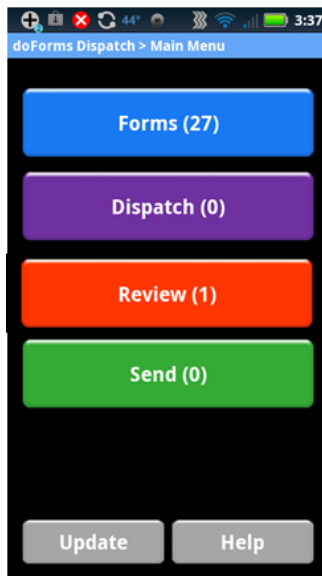 44° 3:37
doForms Dispatch > Main Menu
Forms (27)
Dispatch (0)
Review (1)
Send (0)
Update Help